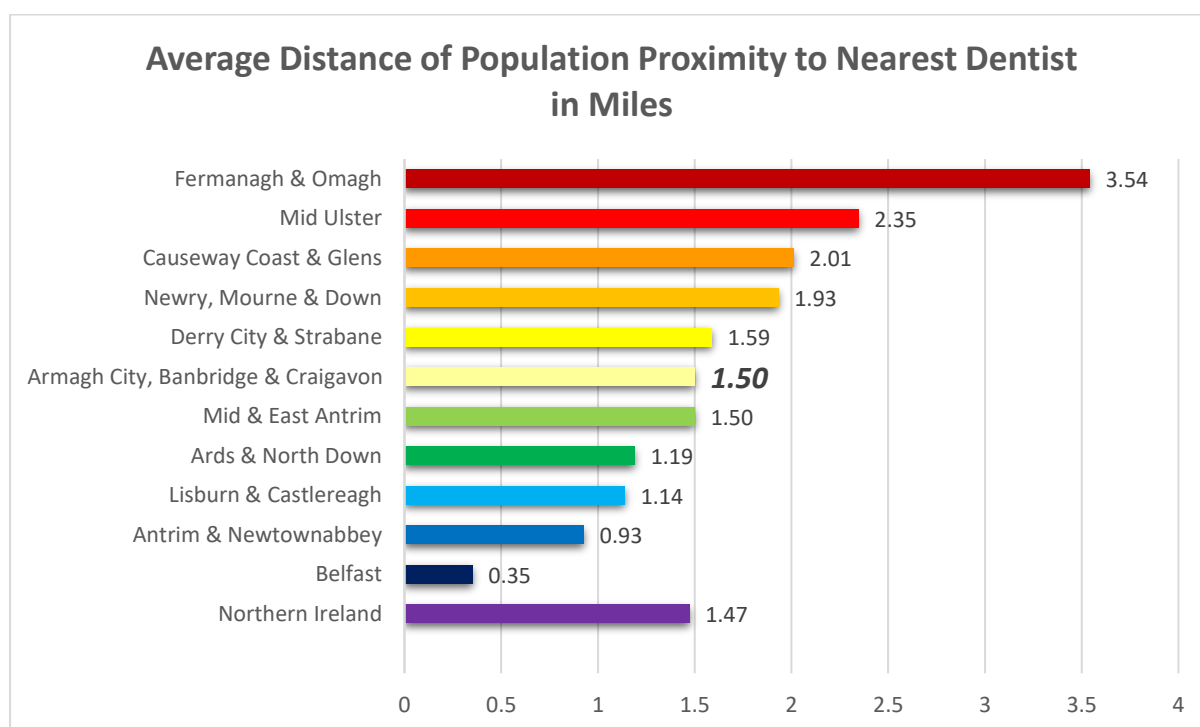 Average Distance of Population Proximity to Nearest Dentist
in Miles
Fermanagh & Omagh 3.54
Mid Ulster 2.35
Causeway Coast & Glens 2.01
Newry, Mourne & Down 1.93
Derry City & Strabane 1.59
Armagh City, Banbridge & Craigavon 1.50
Mid & East Antrim 1.50
Ards & North Down 1.19
Lisburn & Castlereagh 1.14
Antrim & Newtownabbey 0.93
Belfast 0.35
Northern Ireland 1.47
0 0.5 1 1.5 2 2.5 3 3.5 4